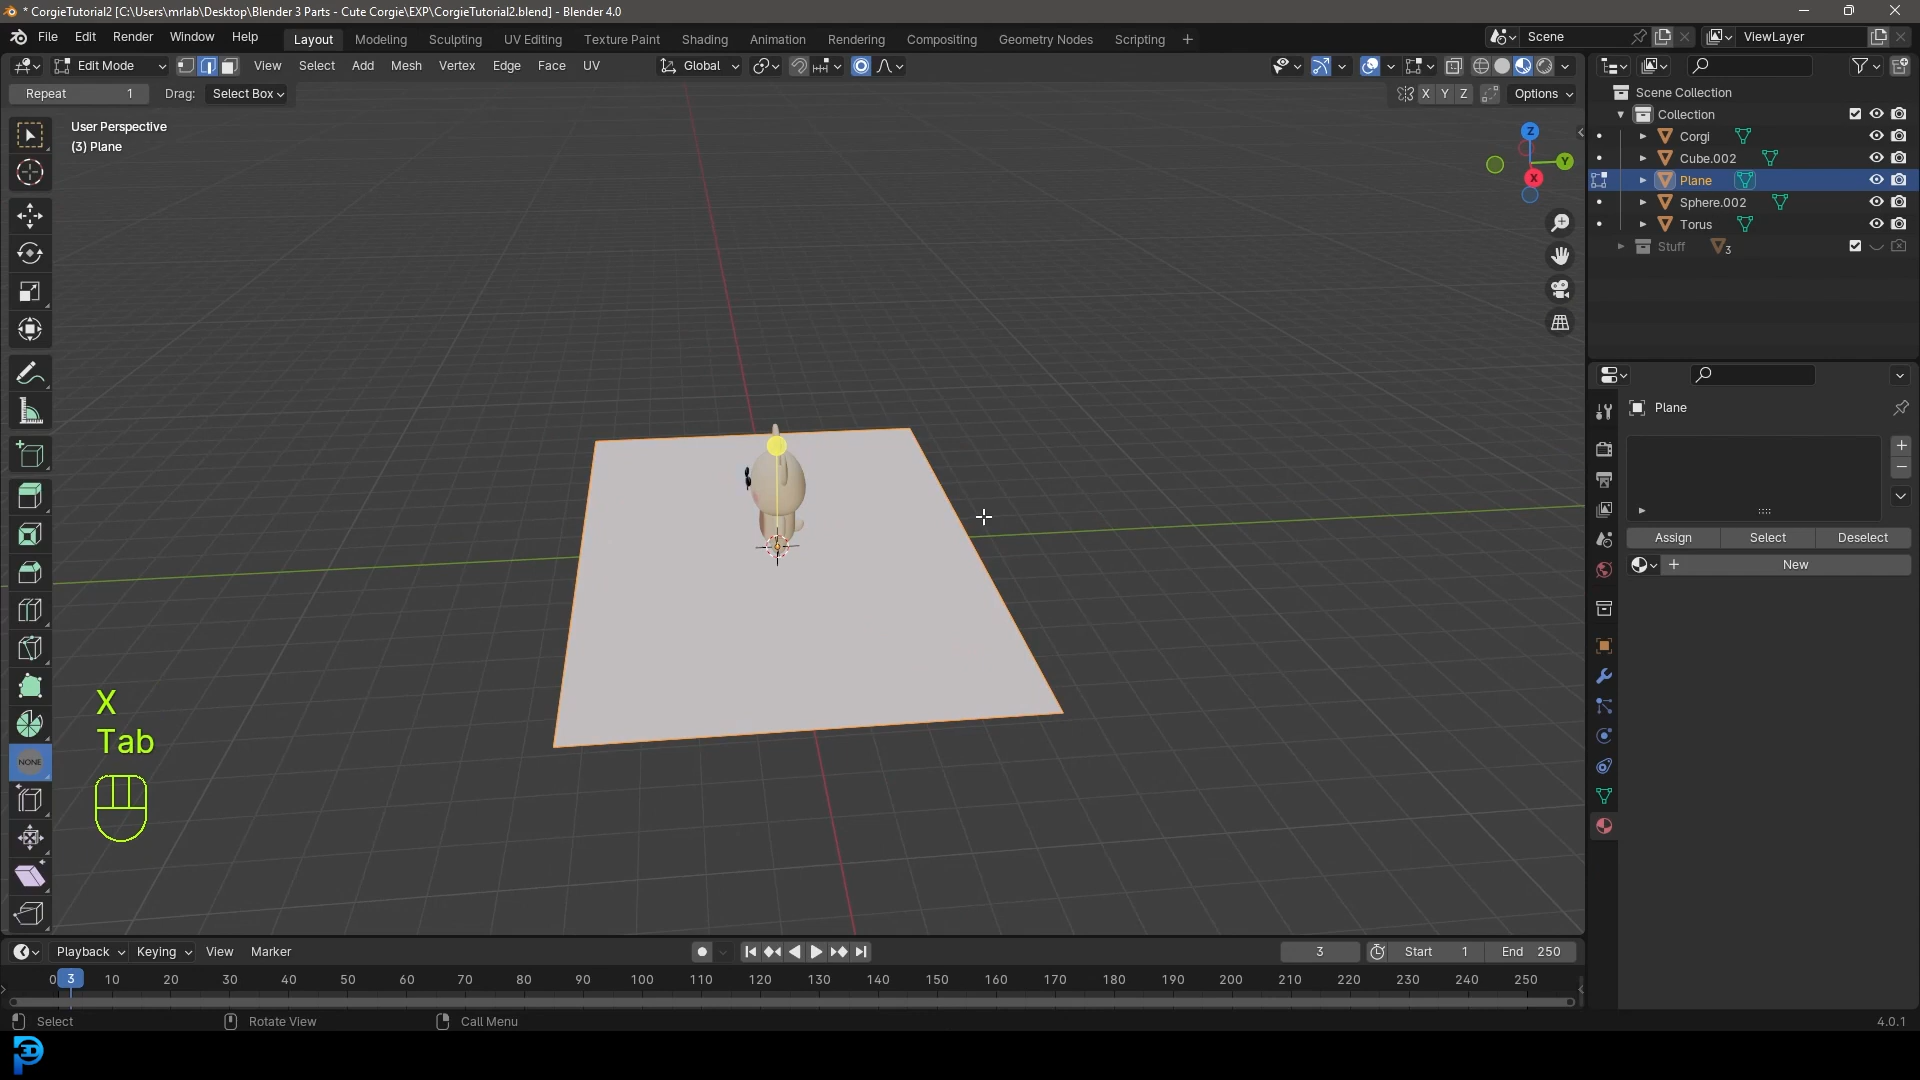 * CorgieTutorial2 [C:\Users\mrlab\Desktop\Blender 3 Parts - Cute Corgie\EXP\CorgieTutorial2.blend] - Blender 4.0
File Edit Render Window Help Layout Modeling Sculpting UV Editing Texture Paint Shading Animation Rendering Compositing Geometry Nodes Scripting + Scene ViewLayer
Edit Mode View Select Add Mesh Vertex Edge Face UV Global
Repeat 1 Drag: Select Box X Y Z Options
User Perspective
(3) Plane
Z
Y
X
Scene Collection
Collection
Corgi
Cube.002
Plane
Sphere.002
Torus
Stuff 3
Plane
Assign Select Deselect
New
NONE
X
Tab
Playback Keying View Marker 3 Start 1 End 250
0 3 10 20 30 40 50 60 70 80 90 100 110 120 130 140 150 160 170 180 190 200 210 220 230 240 250
Select Rotate View Call Menu 4.0.1